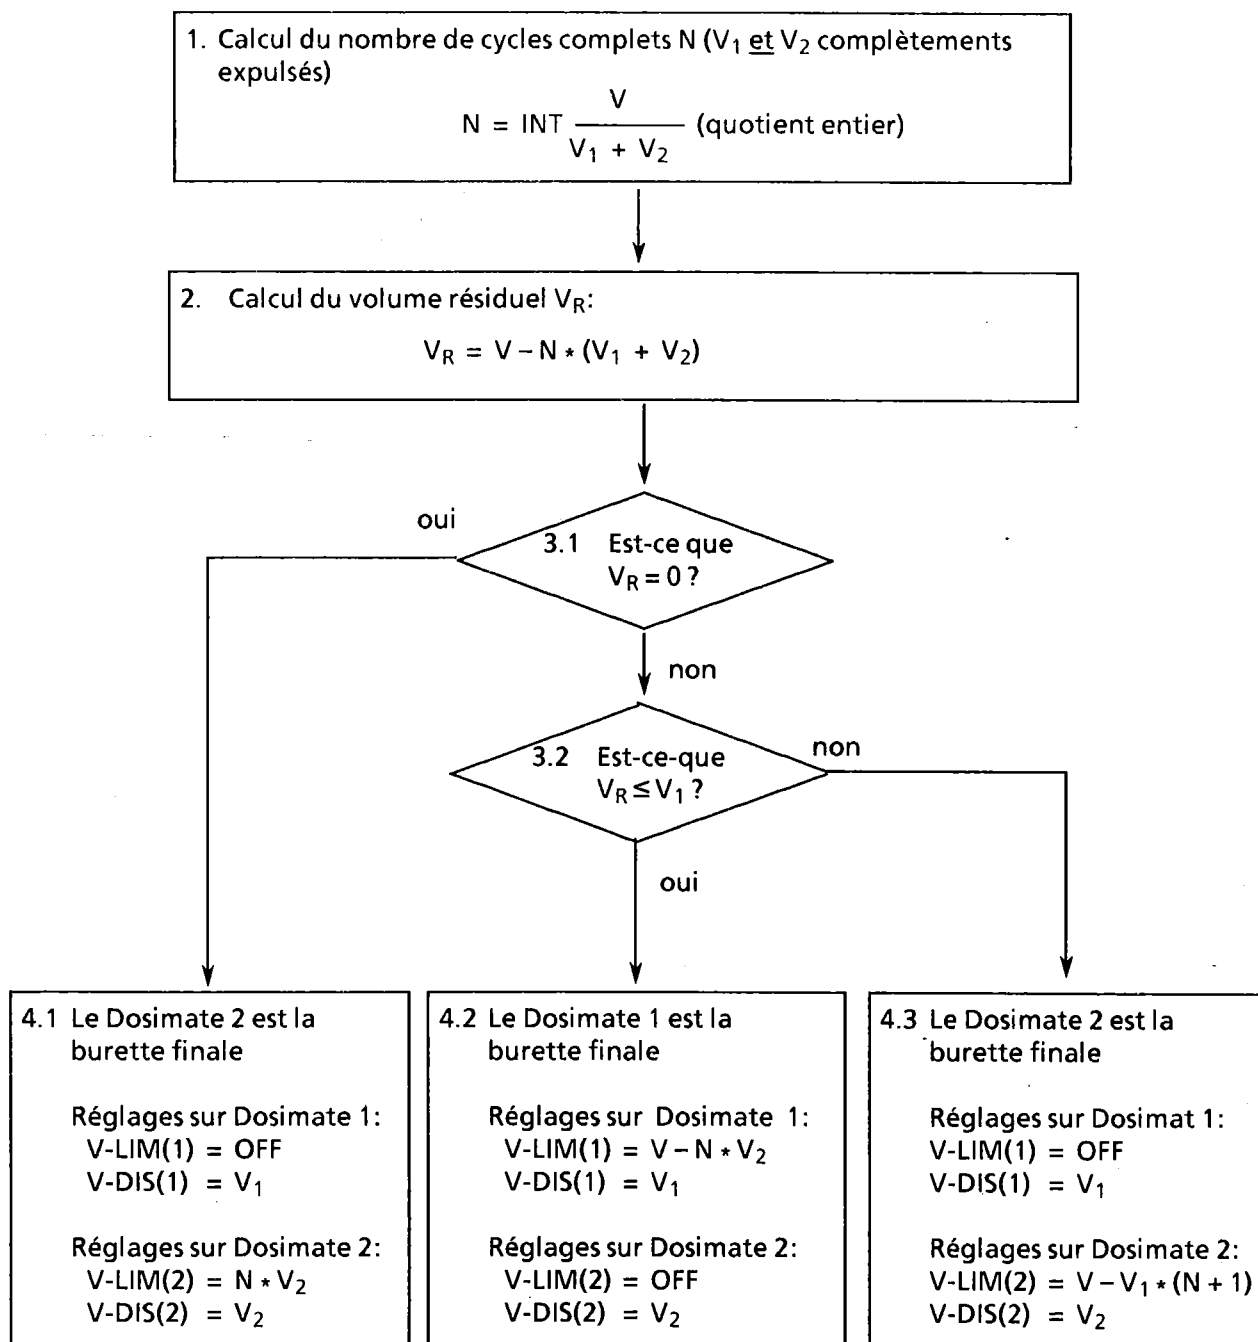 1. Calcul du nombre de cycles complets N (V₁ et V₂ complètements
expulsés)
N = INT V / (V₁ + V₂) (quotient entier)
2. Calcul du volume résiduel V_R:
V_R = V – N * (V₁ + V₂)
oui
3.1 Est-ce que
V_R = 0 ?
non
3.2 Est-ce-que
V_R ≤ V₁ ?
non
oui
4.1 Le Dosimate 2 est la
burette finale
Réglages sur Dosimate 1:
V-LIM(1) = OFF
V-DIS(1) = V₁
Réglages sur Dosimate 2:
V-LIM(2) = N * V₂
V-DIS(2) = V₂
4.2 Le Dosimate 1 est la
burette finale
Réglages sur Dosimate 1:
V-LIM(1) = V – N * V₂
V-DIS(1) = V₁
Réglages sur Dosimate 2:
V-LIM(2) = OFF
V-DIS(2) = V₂
4.3 Le Dosimate 2 est la
burette finale
Réglages sur Dosimat 1:
V-LIM(1) = OFF
V-DIS(1) = V₁
Réglages sur Dosimate 2:
V-LIM(2) = V – V₁ * (N + 1)
V-DIS(2) = V₂